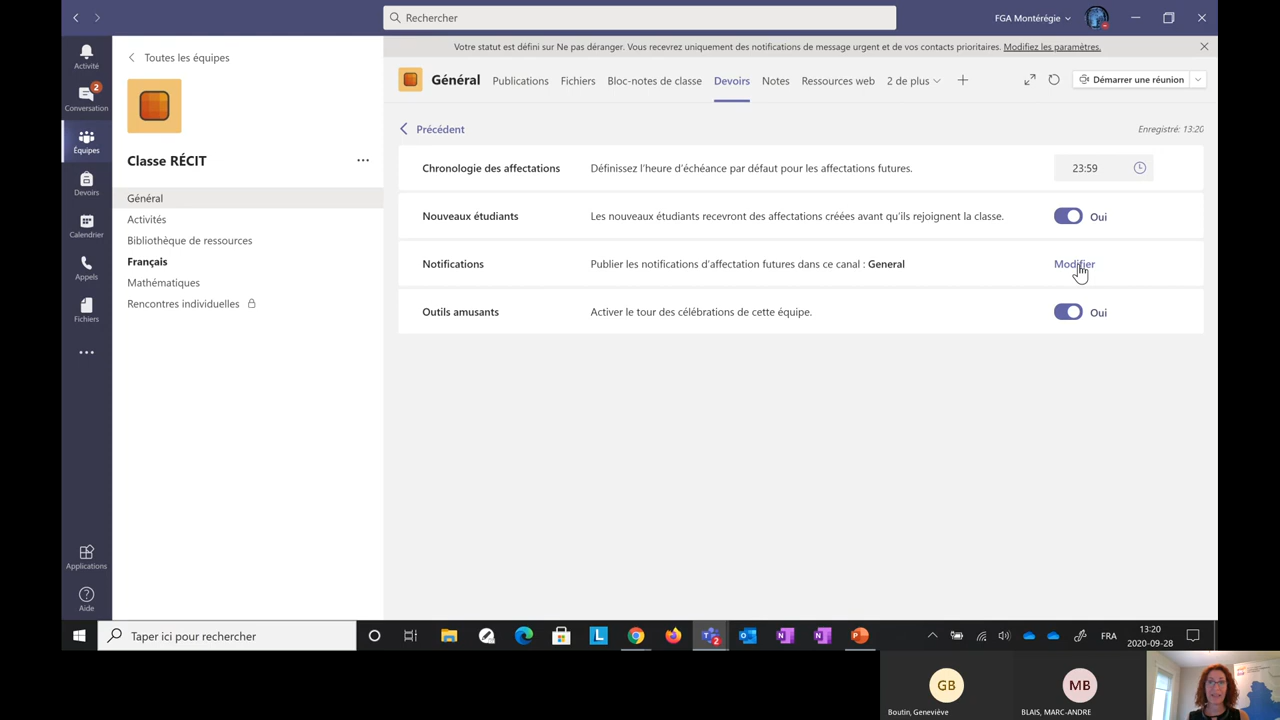 Rechercher
FGA Montérégie
Votre statut est défini sur Ne pas déranger. Vous recevrez uniquement des notifications de message urgent et de vos contacts prioritaires. Modifiez les paramètres.
Activité
2
Conversation
Équipes
Devoirs
Calendrier
Appels
Fichiers
Applications
Aide
Toutes les équipes
Classe RÉCIT
Général
Activités
Bibliothèque de ressources
Français
Mathématiques
Rencontres individuelles
Général Publications Fichiers Bloc-notes de classe Devoirs Notes Ressources web 2 de plus
Démarrer une réunion
Précédent
Enregistré: 13:20
Chronologie des affectations Définissez l'heure d'échéance par défaut pour les affectations futures. 23:59
Nouveaux étudiants Les nouveaux étudiants recevront des affectations créées avant qu'ils rejoignent la classe. Oui
Notifications Publier les notifications d'affectation futures dans ce canal : General Modifier
Outils amusants Activer le tour des célébrations de cette équipe. Oui
Taper ici pour rechercher
L
2
FRA
13:20
2020-09-28
GB
Boutin, Geneviève
MB
BLAIS, MARC-ANDRE